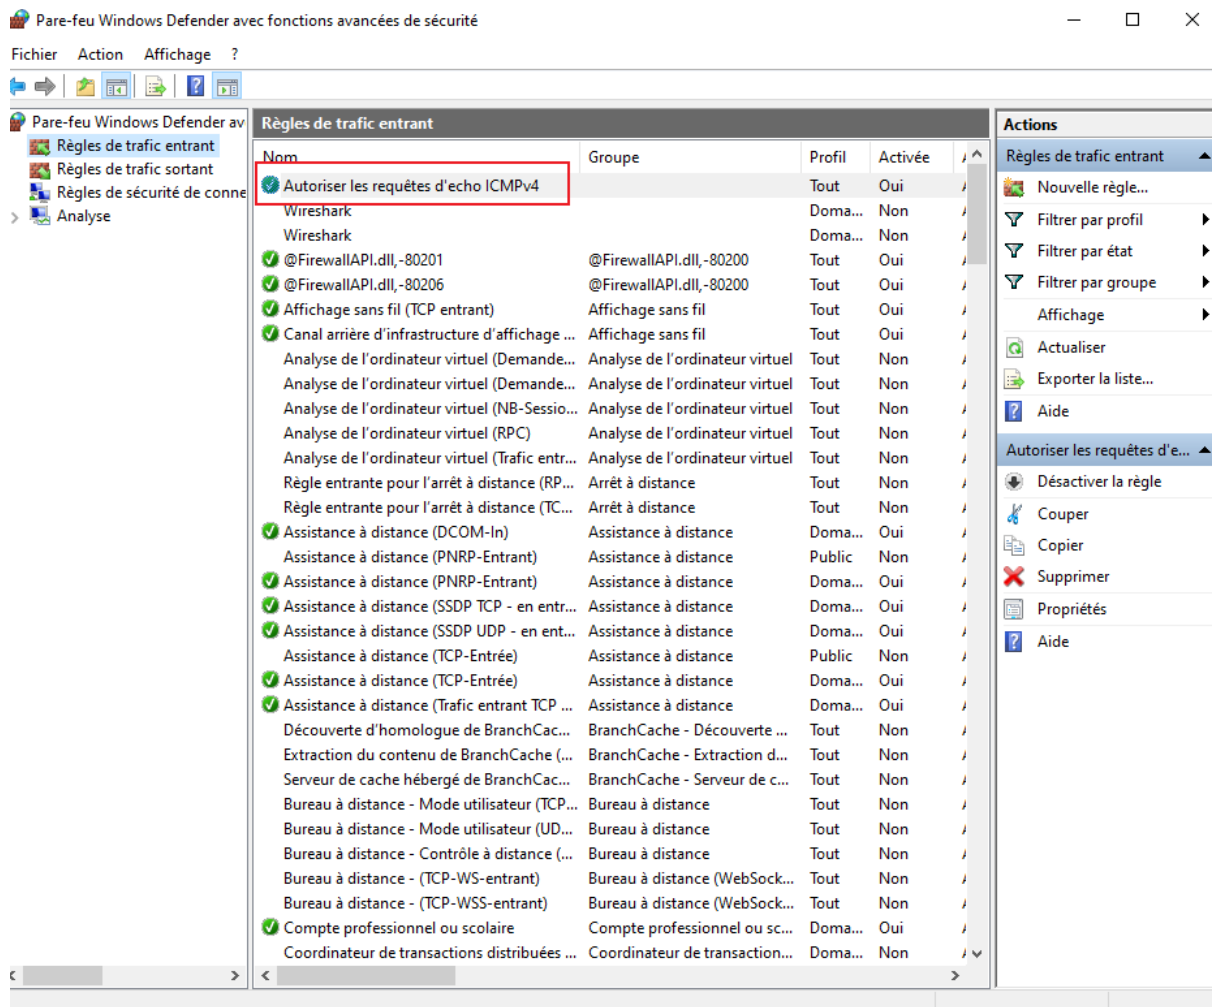 Pare-feu Windows Defender avec fonctions avancées de sécurité
Fichier Action Affichage ?
Pare-feu Windows Defender av
Règles de trafic entrant
Règles de trafic sortant
Règles de sécurité de conne
Analyse
Règles de trafic entrant
Nom Groupe Profil Activée
Autoriser les requêtes d'echo ICMPv4 Tout Oui
Wireshark Doma... Non
Wireshark Doma... Non
@FirewallAPI.dll,-80201 @FirewallAPI.dll,-80200 Tout Oui
@FirewallAPI.dll,-80206 @FirewallAPI.dll,-80200 Tout Oui
Affichage sans fil (TCP entrant) Affichage sans fil Tout Oui
Canal arrière d'infrastructure d'affichage ... Affichage sans fil Tout Oui
Analyse de l'ordinateur virtuel (Demande... Analyse de l'ordinateur virtuel Tout Non
Analyse de l'ordinateur virtuel (Demande... Analyse de l'ordinateur virtuel Tout Non
Analyse de l'ordinateur virtuel (NB-Sessio... Analyse de l'ordinateur virtuel Tout Non
Analyse de l'ordinateur virtuel (RPC) Analyse de l'ordinateur virtuel Tout Non
Analyse de l'ordinateur virtuel (Trafic entr... Analyse de l'ordinateur virtuel Tout Non
Règle entrante pour l'arrêt à distance (RP... Arrêt à distance Tout Non
Règle entrante pour l'arrêt à distance (TC... Arrêt à distance Tout Non
Assistance à distance (DCOM-In) Assistance à distance Doma... Oui
Assistance à distance (PNRP-Entrant) Assistance à distance Public Non
Assistance à distance (PNRP-Entrant) Assistance à distance Doma... Oui
Assistance à distance (SSDP TCP - en entr... Assistance à distance Doma... Oui
Assistance à distance (SSDP UDP - en ent... Assistance à distance Doma... Oui
Assistance à distance (TCP-Entrée) Assistance à distance Public Non
Assistance à distance (TCP-Entrée) Assistance à distance Doma... Oui
Assistance à distance (Trafic entrant TCP ... Assistance à distance Doma... Oui
Découverte d'homologue de BranchCac... BranchCache - Découverte ... Tout Non
Extraction du contenu de BranchCache (... BranchCache - Extraction d... Tout Non
Serveur de cache hébergé de BranchCac... BranchCache - Serveur de c... Tout Non
Bureau à distance - Mode utilisateur (TCP... Bureau à distance Tout Non
Bureau à distance - Mode utilisateur (UD... Bureau à distance Tout Non
Bureau à distance - Contrôle à distance (... Bureau à distance Tout Non
Bureau à distance - (TCP-WS-entrant) Bureau à distance (WebSock... Tout Non
Bureau à distance - (TCP-WSS-entrant) Bureau à distance (WebSock... Tout Non
Compte professionnel ou scolaire Compte professionnel ou sc... Doma... Oui
Coordinateur de transactions distribuées ... Coordinateur de transaction... Doma... Non
Actions
Règles de trafic entrant
Nouvelle règle...
Filtrer par profil
Filtrer par état
Filtrer par groupe
Affichage
Actualiser
Exporter la liste...
Aide
Autoriser les requêtes d'e...
Désactiver la règle
Couper
Copier
Supprimer
Propriétés
Aide